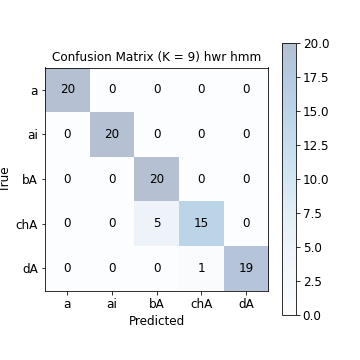 Confusion Matrix (K = 9) hwr hmm
a 20 0 0 0 0
ai 0 20 0 0 0
bA 0 0 20 0 0
chA 0 0 5 15 0
dA 0 0 0 1 19
a ai bA chA dA
Predicted
True
20.0
17.5
15.0
12.5
10.0
7.5
5.0
2.5
0.0